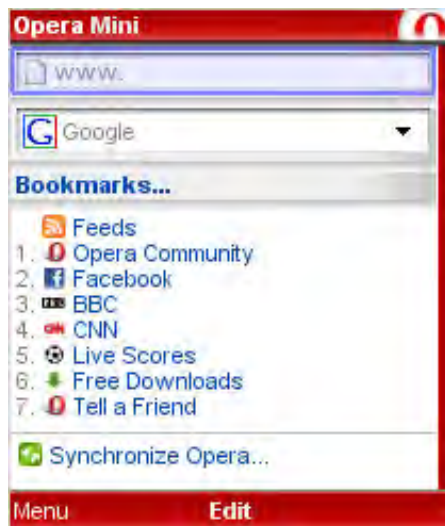 Opera Mini
www.
Google
Bookmarks...
Feeds
1. Opera Community
2. Facebook
3. BBC
4. CNN
5. Live Scores
6. Free Downloads
7. Tell a Friend
Synchronize Opera...
Menu Edit